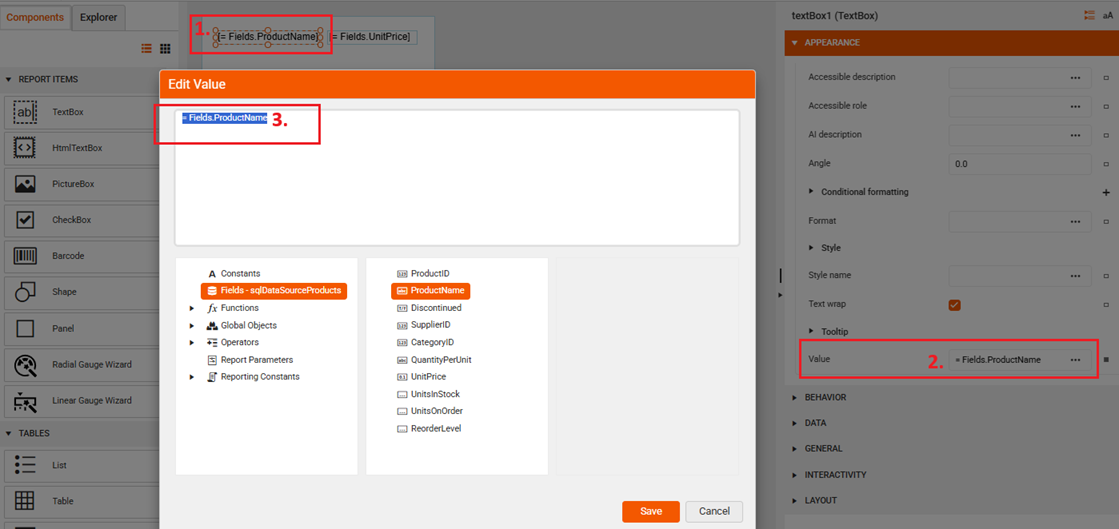 Components
Explorer
REPORT ITEMS
TextBox
HtmlTextBox
PictureBox
CheckBox
Barcode
Shape
Panel
Radial Gauge Wizard
Linear Gauge Wizard
TABLES
List
Table
1.
[= Fields.ProductName]
[= Fields.UnitPrice]
Edit Value
= Fields.ProductName
3.
Constants
Fields - sqlDataSourceProducts
Functions
Global Objects
Operators
Report Parameters
Reporting Constants
ProductID
ProductName
Discontinued
SupplierID
CategoryID
QuantityPerUnit
UnitPrice
UnitsInStock
UnitsOnOrder
ReorderLevel
Save
Cancel
textBox1 (TextBox)
aA
APPEARANCE
Accessible description
Accessible role
AI description
Angle
0.0
Conditional formatting
Format
Style
Style name
Text wrap
Tooltip
Value
2.
= Fields.ProductName
BEHAVIOR
DATA
GENERAL
INTERACTIVITY
LAYOUT